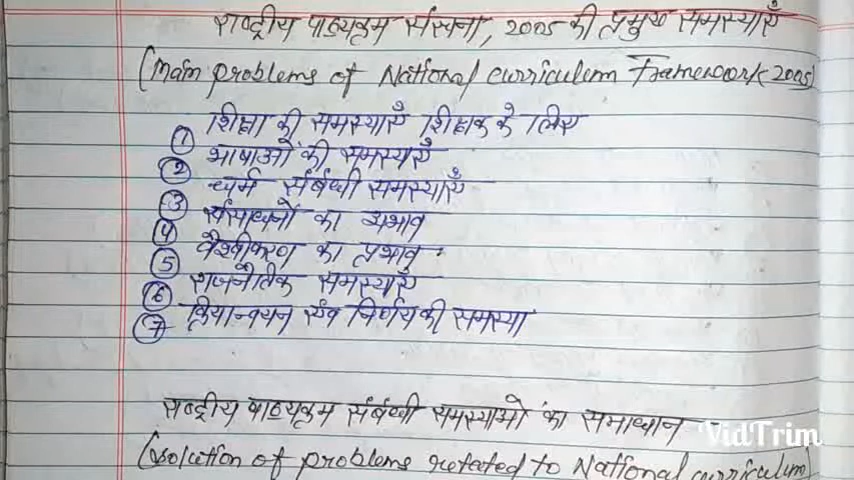 राष्ट्रीय पाठ्यक्रम संरचना, 2005 की प्रमुख समस्याएँ
(Main problems of National curriculum Framework 2005)
① शिक्षा की समस्याएँ शिक्षक के लिए
② भाषाओं की समस्याएँ
③ धर्म संबंधी समस्याएँ
④ संसाधनों का अभाव
⑤ वैश्वीकरण का प्रभाव
⑥ राजनैतिक समस्याएँ
⑦ क्रियान्वयन एंव निर्णय की समस्या
राष्ट्रीय पाठ्यक्रम संबंधी समस्याओं का समाधान -
VidTrim
(solution of problems related to National curriculum)